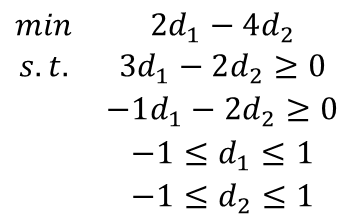 min 2d₁ − 4d₂
s.t. 3d₁ − 2d₂ ≥ 0
−1d₁ − 2d₂ ≥ 0
−1 ≤ d₁ ≤ 1
−1 ≤ d₂ ≤ 1